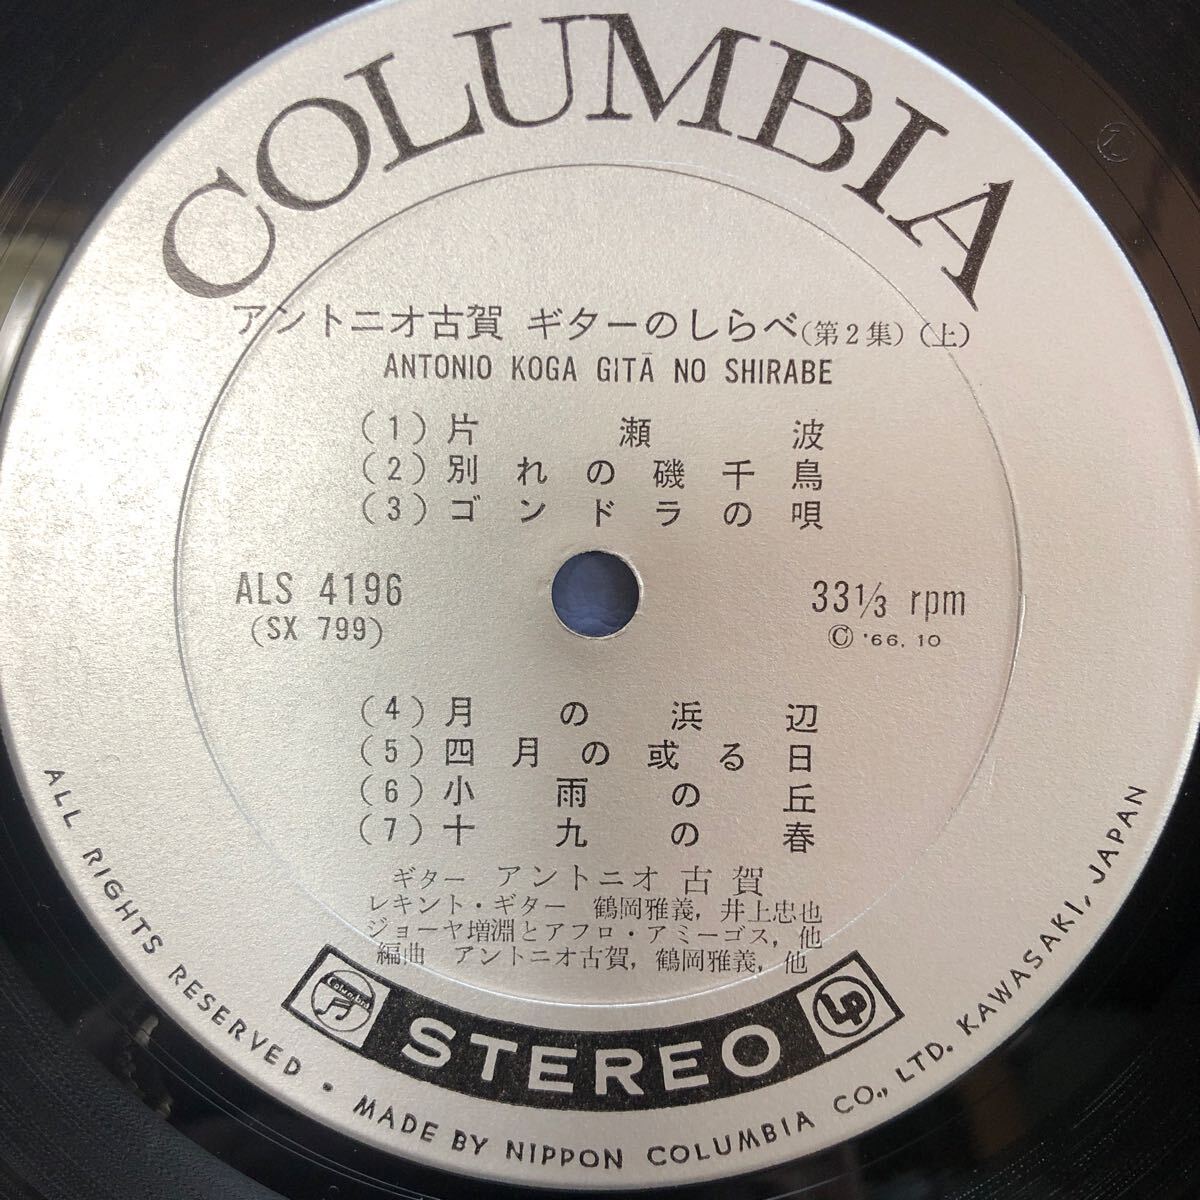 COLUMBIA
アントニオ古賀 ギターのしらべ(第2集)(上)
ANTONIO KOGA GITĀ NO SHIRABE
(1) 片瀬波
(2) 別れの磯千鳥
(3) ゴンドラの唄
ALS 4196
(SX 799)
33⅓ rpm
Ⓒ '66.10
(4) 月の浜辺
(5) 四月の或る日
(6) 小雨の丘
(7) 十九の春
ギター アントニオ古賀
レキント・ギター 鶴岡雅義, 井上忠也
ジョーヤ増淵とアフロ・アミーゴス, 他
編曲 アントニオ古賀, 鶴岡雅義, 他
Columbia
STEREO
LP
ALL RIGHTS RESERVED • MADE BY NIPPON COLUMBIA CO., LTD. KAWASAKI, JAPAN